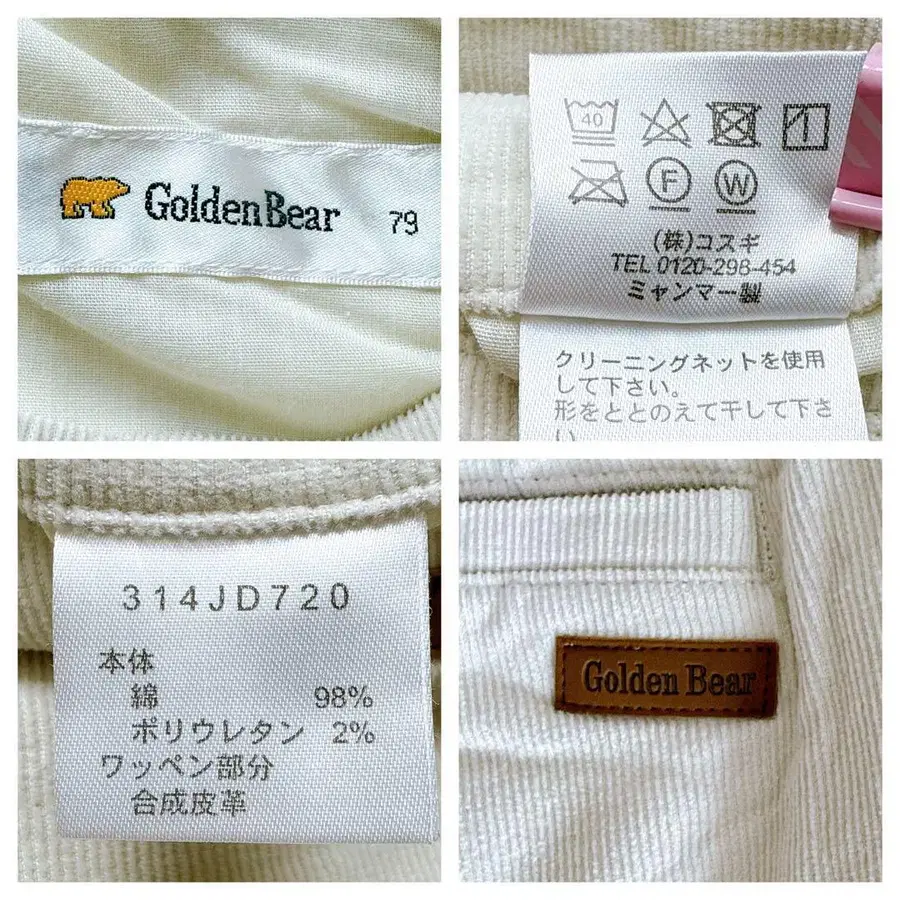 GoldenBear 79
40
F W
(株)コスギ
TEL 0120-298-454
ミャンマー製
クリーニングネットを使用
して下さい。
形をととのえて干して下さ
い
314JD720
本体
綿 98%
ポリウレタン 2%
ワッペン部分
合成皮革
Golden Bear